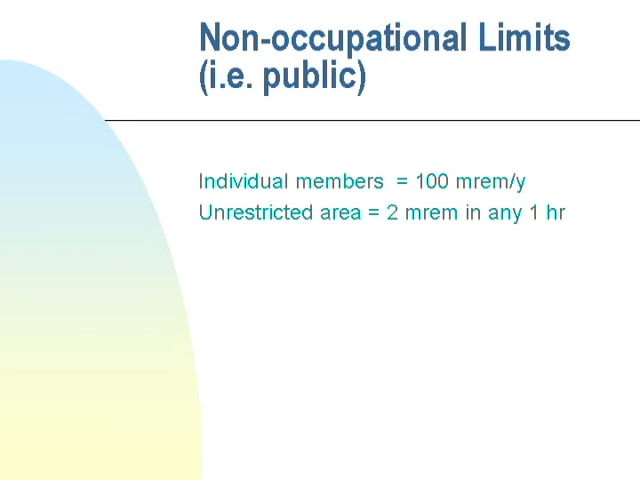 Non-occupational Limits
(i.e. public)
Individual members = 100 mrem/y
Unrestricted area = 2 mrem in any 1 hr